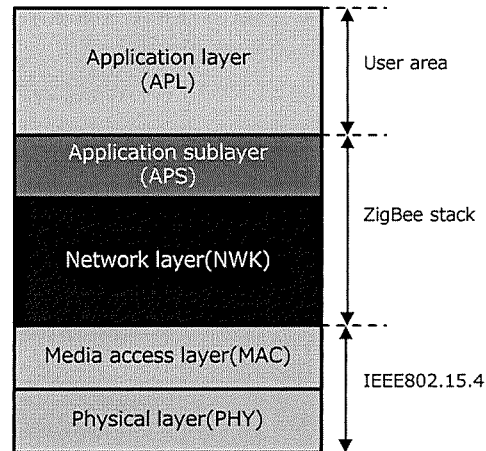 Application layer
(APL)
User area
Application sublayer
(APS)
ZigBee stack
Network layer(NWK)
Media access layer(MAC)
IEEE802.15.4
Physical layer(PHY)